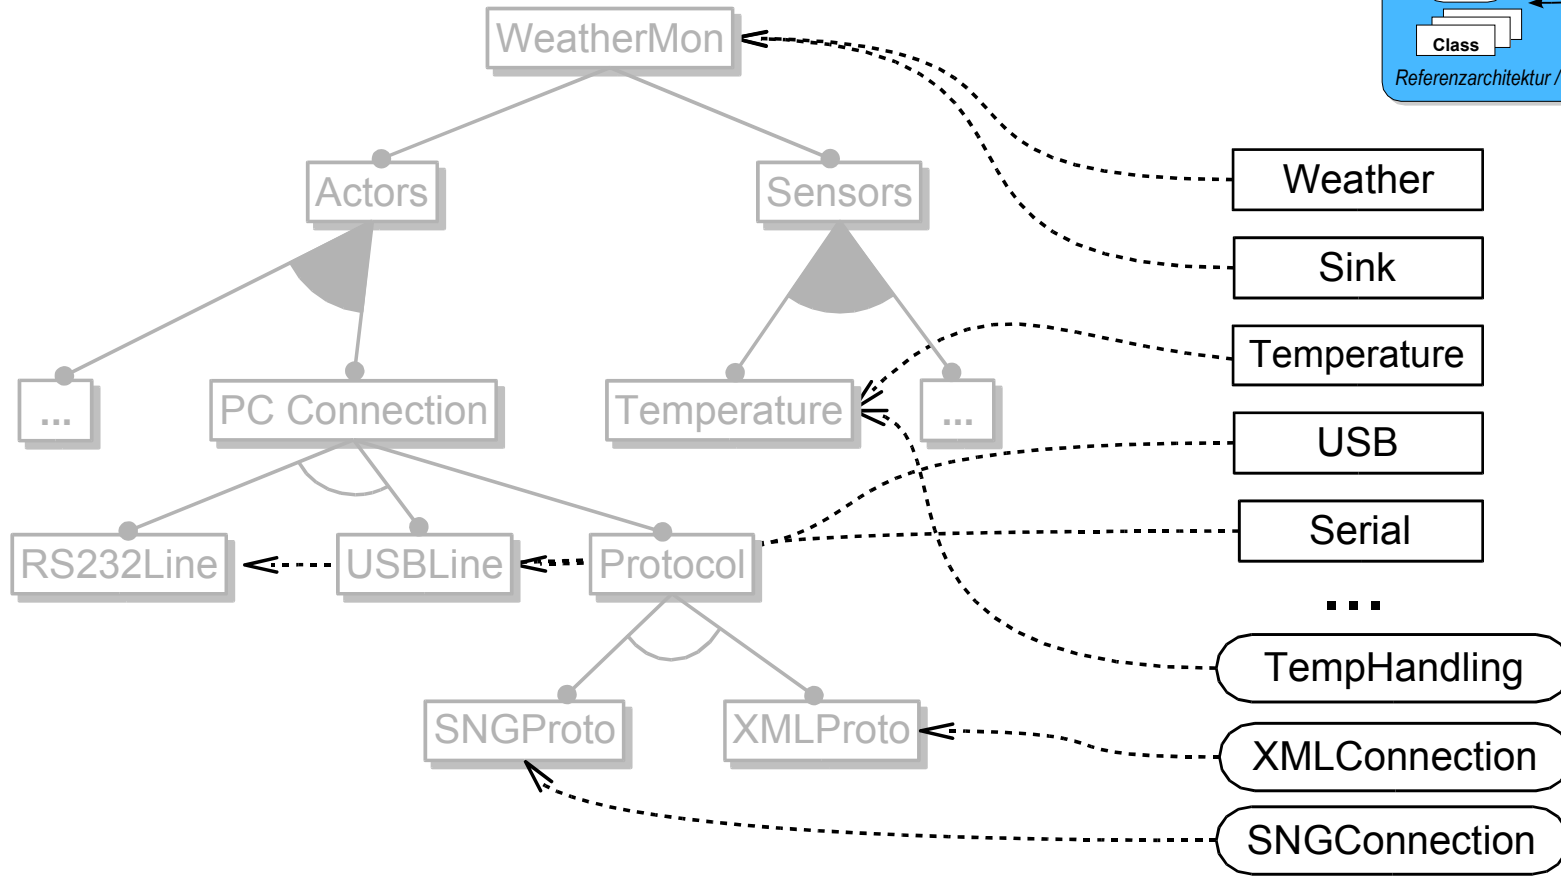 WeatherMon
Class
Referenzarchitektur /
Actors
Sensors
Weather
Sink
Temperature
...
PC Connection
Temperature
...
USB
Serial
RS232Line
USBLine
Protocol
...
TempHandling
SNGProto
XMLProto
XMLConnection
SNGConnection